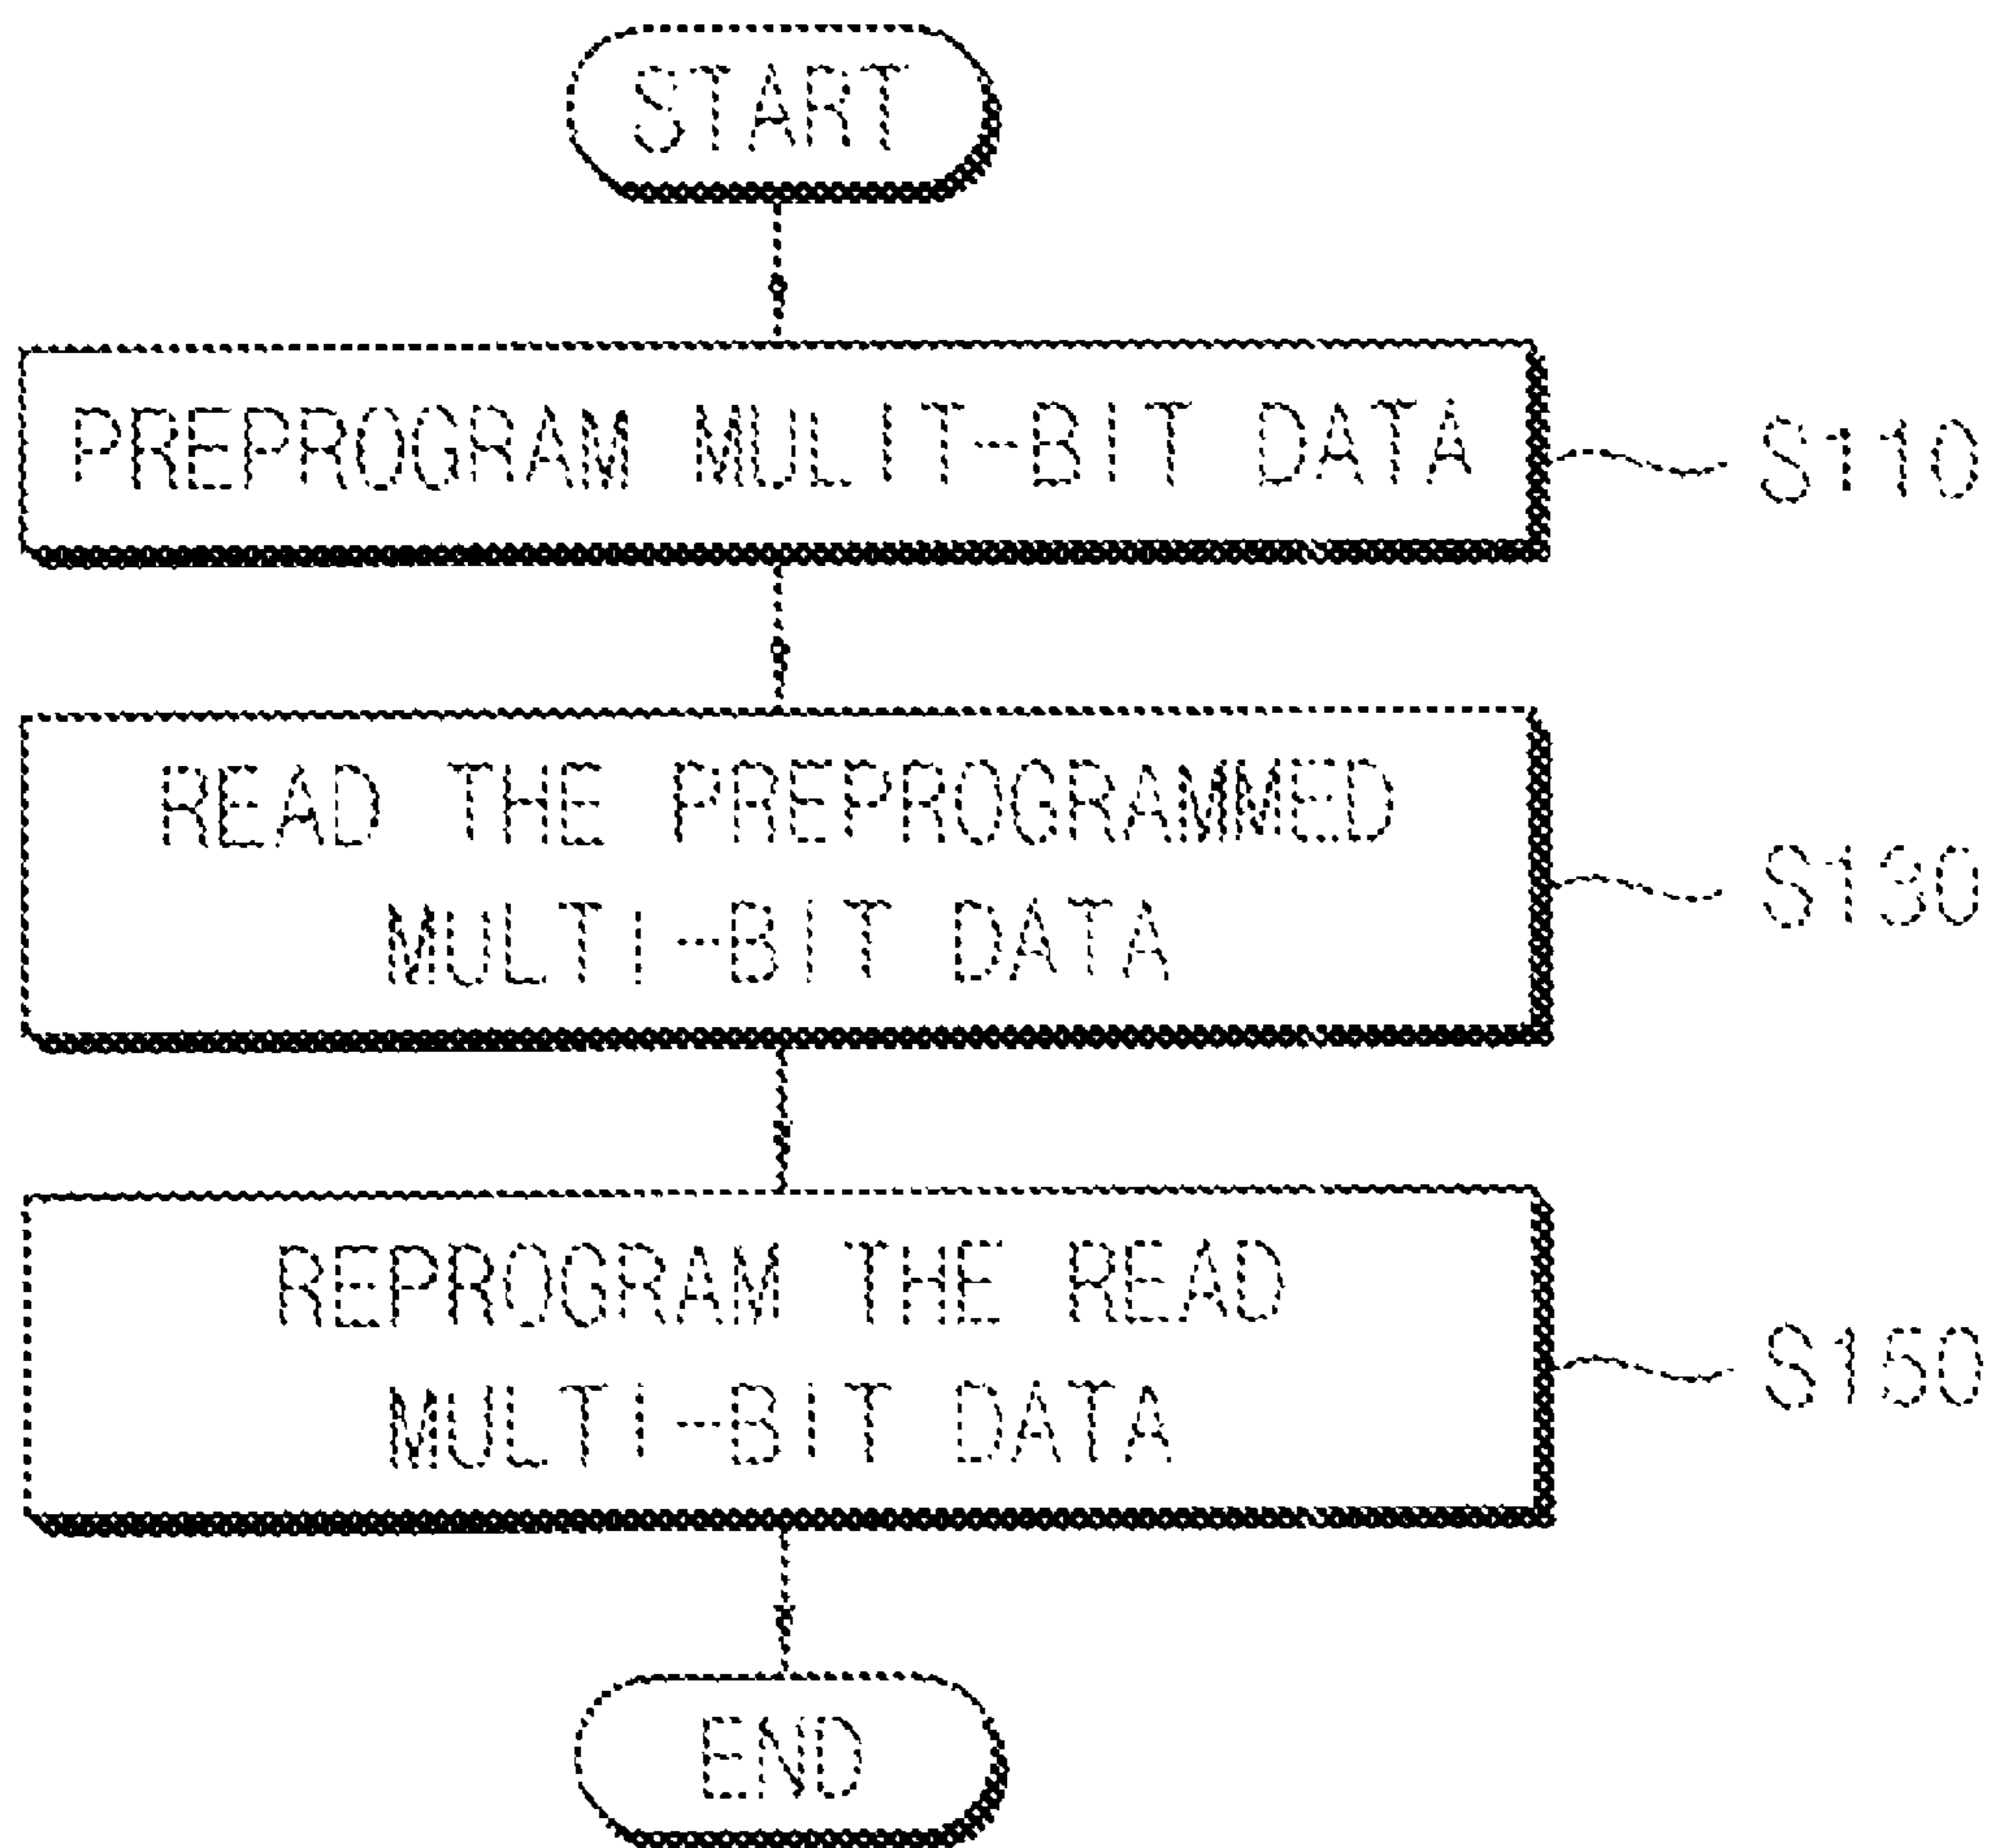 START
PREPROGRAM MULIT-BIT DATA
S110
READ THE PREPROGRAMMED
MULTI-BIT DATA
S130
REPROGRAM THE READ
MULTI-BIT DATA
S150
END